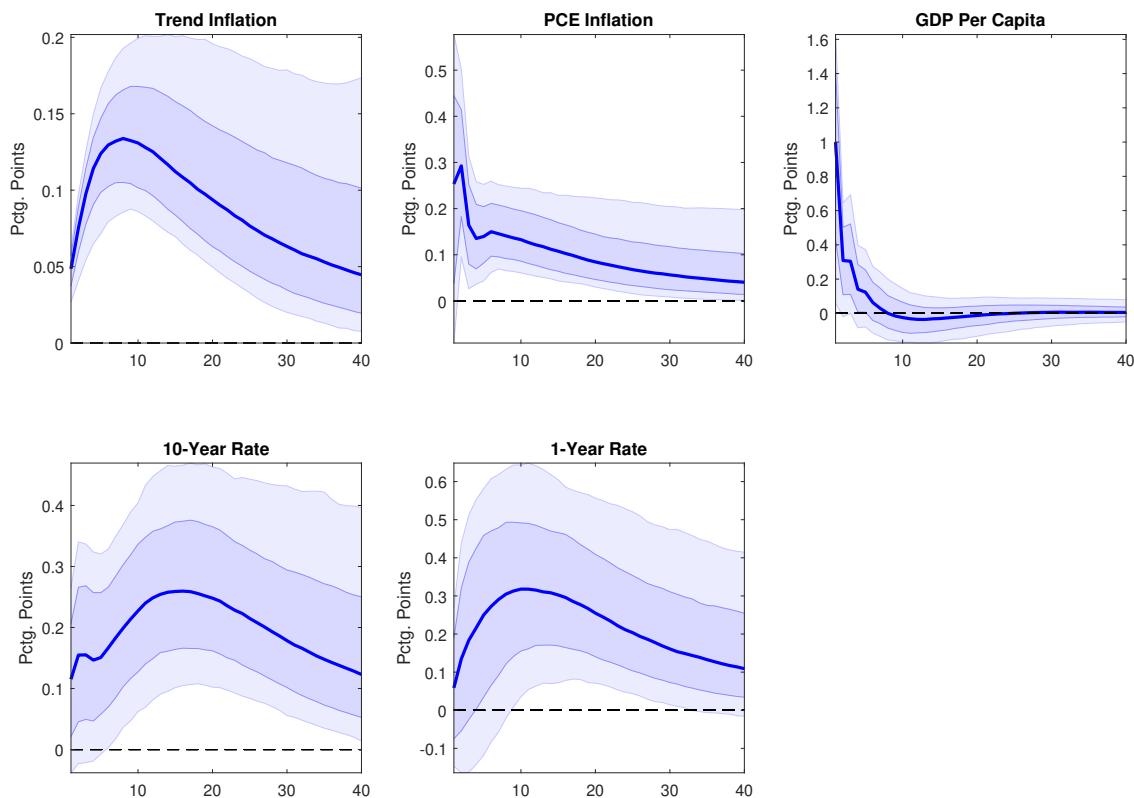 Trend Inflation
Pctg. Points
0.2
0.15
0.1
0.05
0
10 20 30 40
PCE Inflation
Pctg. Points
0.5
0.4
0.3
0.2
0.1
0
10 20 30 40
GDP Per Capita
Pctg. Points
1.6
1.4
1.2
1
0.8
0.6
0.4
0.2
0
10 20 30 40
10-Year Rate
Pctg. Points
0.4
0.3
0.2
0.1
0
10 20 30 40
1-Year Rate
Pctg. Points
0.6
0.5
0.4
0.3
0.2
0.1
0
-0.1
10 20 30 40